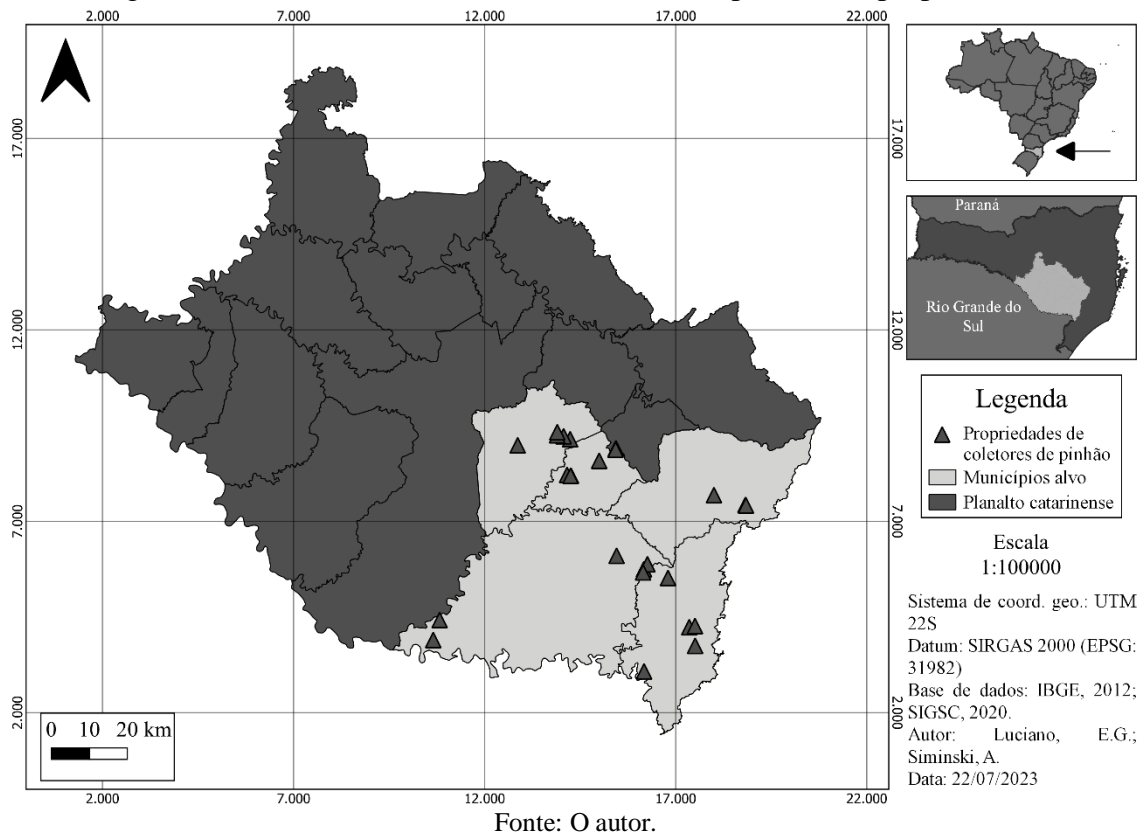 2.000 7.000 12.000 17.000 22.000
17.000 17.000
12.000 12.000
7.000 7.000
2.000 2.000
0 10 20 km
2.000 7.000 12.000 17.000 22.000
Paraná
Rio Grande do
Sul
Legenda
Propriedades de
coletores de pinhão
Municípios alvo
Planalto catarinense
Escala
1:100000
Sistema de coord. geo.: UTM
22S
Datum: SIRGAS 2000 (EPSG:
31982)
Base de dados: IBGE, 2012;
SIGSC, 2020.
Autor: Luciano, E.G.;
Siminski, A.
Data: 22/07/2023
Fonte: O autor.